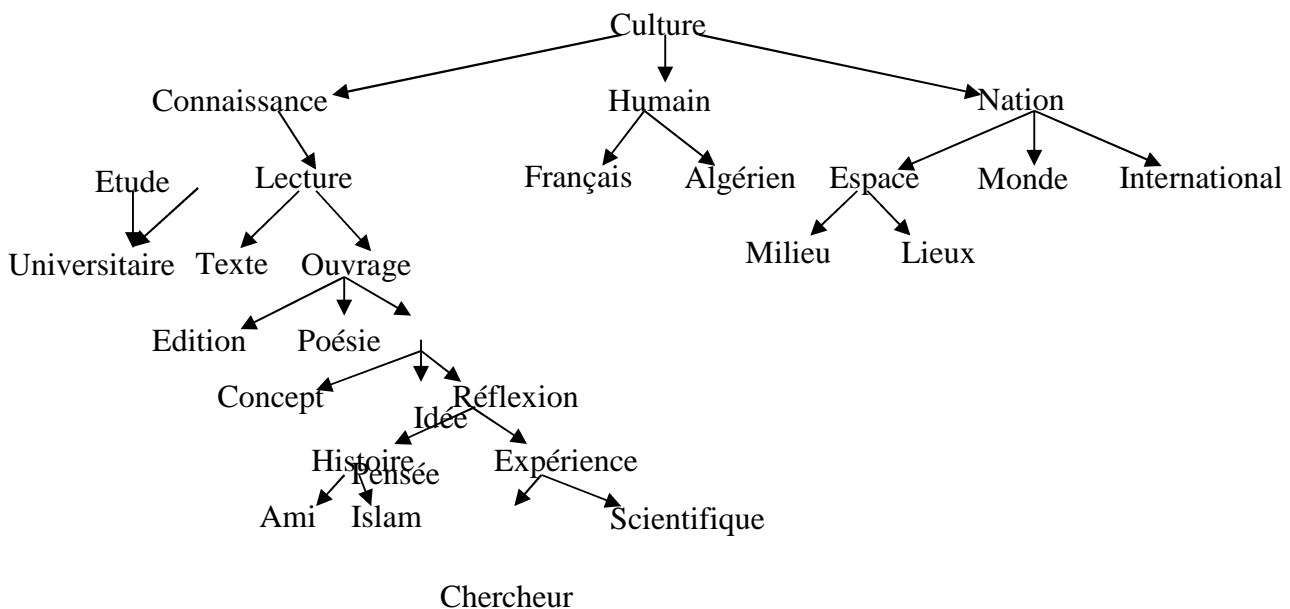 Culture
Connaissance Humain Nation
Etude Lecture Français Algérien Espace Monde International
Universitaire Texte Ouvrage Milieu Lieux
Edition Poésie
Concept Réflexion
Idée
Histoire Expérience
Pensée
Ami Islam Scientifique
Chercheur